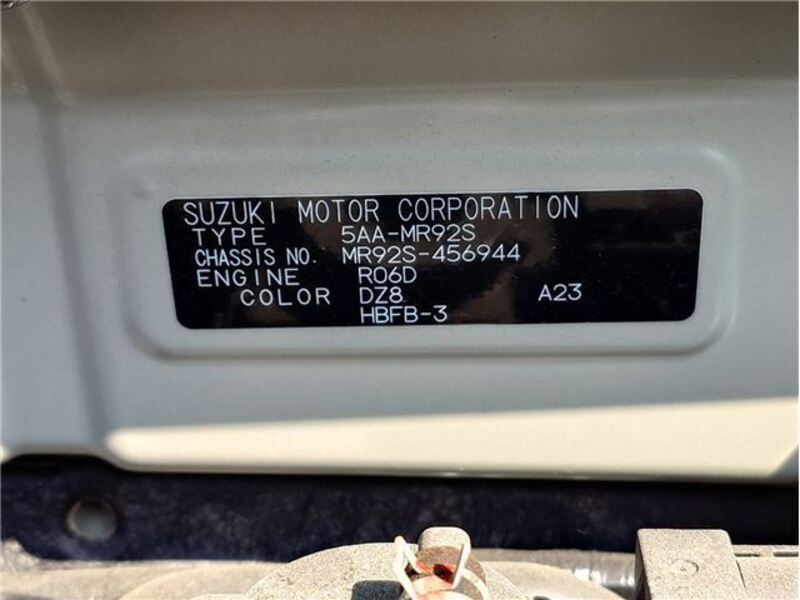 SUZUKI MOTOR CORPORATION
TYPE 5AA-MR92S
CHASSIS NO. MR92S-456944
ENGINE R06D
COLOR DZ8 A23
HBFB-3